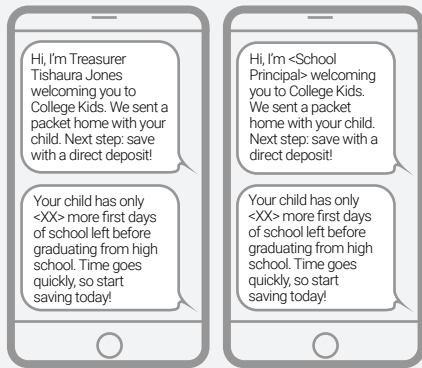 Hi, I'm Treasurer
Tishaura Jones
welcoming you to
College Kids. We sent a
packet home with your
child. Next step: save
with a direct deposit!
Your child has only
<XX> more first days
of school left before
graduating from high
school. Time goes
quickly, so start
saving today!
Hi, I'm <School
Principal> welcoming
you to College Kids.
We sent a packet
home with your child.
Next step: save with a
direct deposit!
Your child has only
<XX> more first days
of school left before
graduating from high
school. Time goes
quickly, so start
saving today!